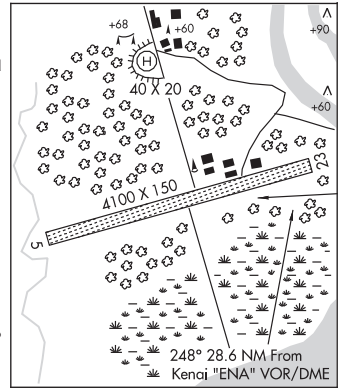 +68
+60
+90
H
40 X 20
+60
4100 X 150
23
5
248° 28.6 NM From
Kenai "ENA" VOR/DME